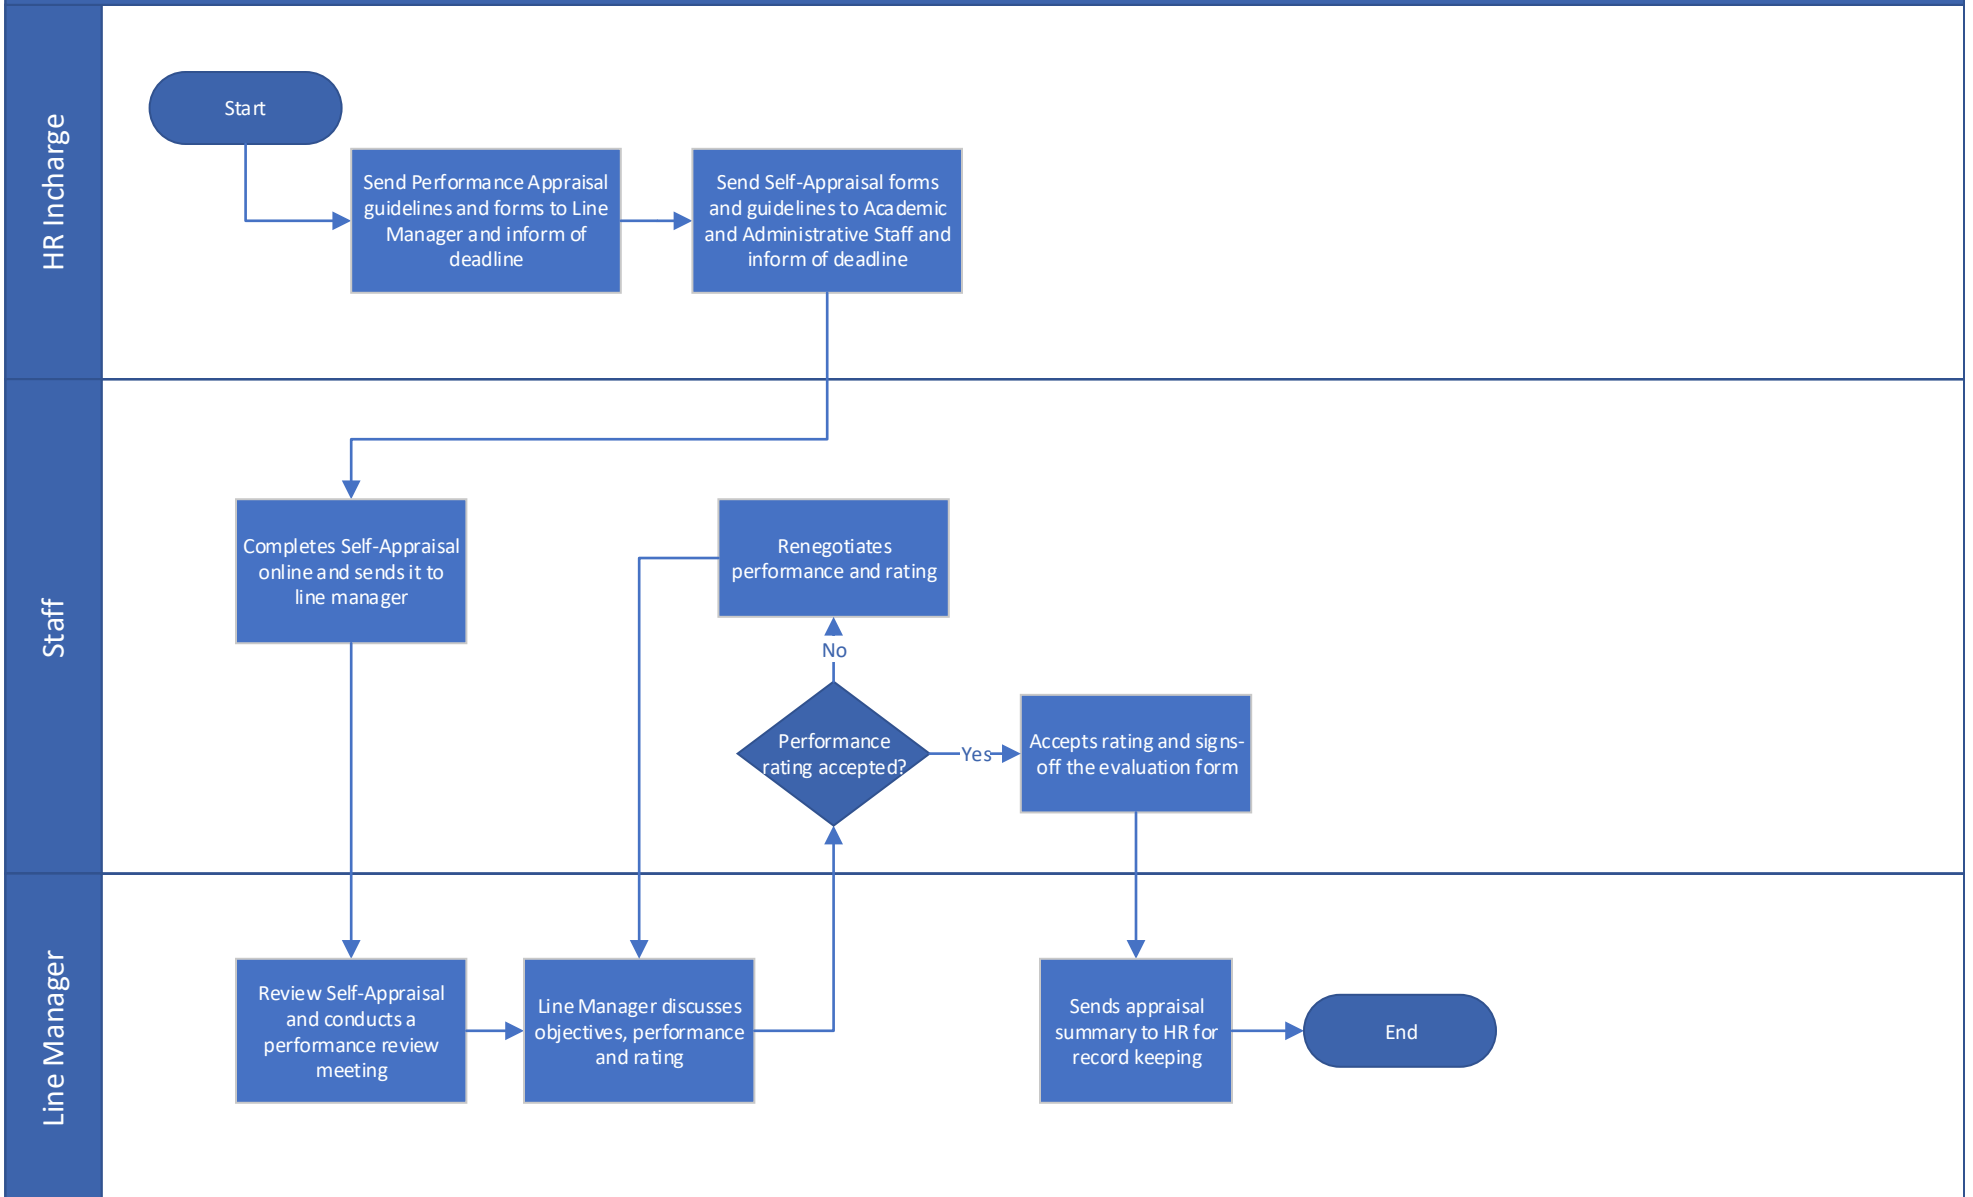 HR Incharge
Start
Send Performance Appraisal
guidelines and forms to Line
Manager and inform of
deadline
Send Self-Appraisal forms
and guidelines to Academic
and Administrative Staff and
inform of deadline
Staff
Completes Self-Appraisal
online and sends it to
line manager
Renegotiates
performance and rating
No
Performance
rating accepted?
Yes
Accepts rating and signs-
off the evaluation form
Line Manager
Review Self-Appraisal
and conducts a
performance review
meeting
Line Manager discusses
objectives, performance
and rating
Sends appraisal
summary to HR for
record keeping
End